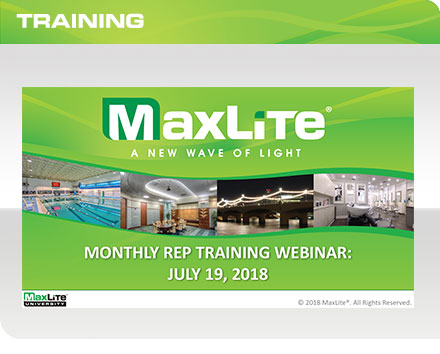 TRAINING
MAXLITE®
A NEW WAVE OF LIGHT
MONTHLY REP TRAINING WEBINAR:
JULY 19, 2018
MAXLITE
UNIVERSITY
© 2018 MaxLite®. All Rights Reserved.